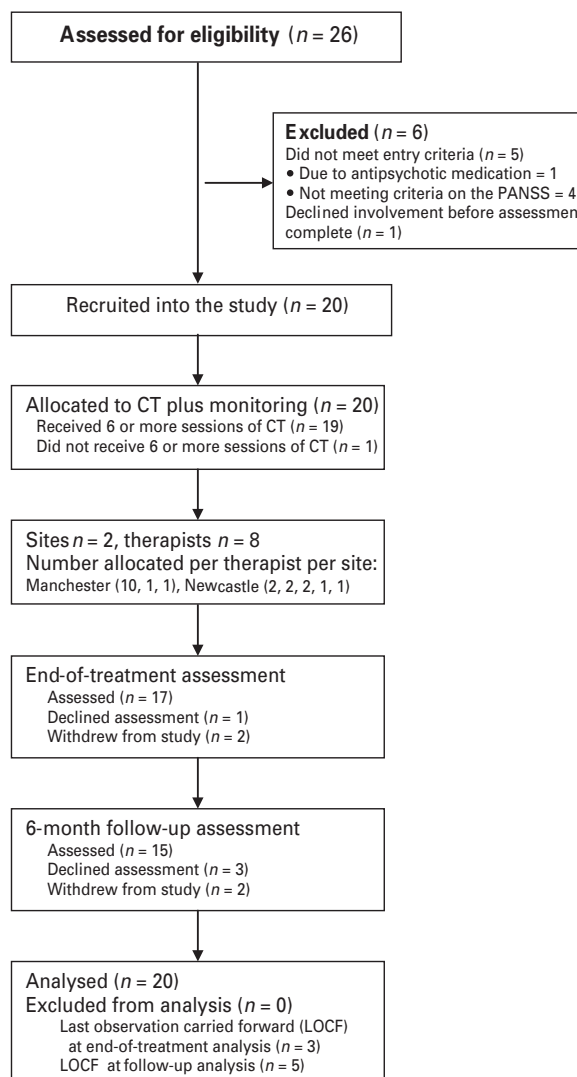 Assessed for eligibility (n = 26)
Excluded (n = 6)
Did not meet entry criteria (n = 5)
• Due to antipsychotic medication = 1
• Not meeting criteria on the PANSS = 4
Declined involvement before assessmen
complete (n = 1)
Recruited into the study (n = 20)
Allocated to CT plus monitoring (n = 20)
Received 6 or more sessions of CT (n = 19)
Did not receive 6 or more sessions of CT (n = 1)
Sites n = 2, therapists n = 8
Number allocated per therapist per site:
Manchester (10, 1, 1), Newcastle (2, 2, 2, 1, 1)
End-of-treatment assessment
Assessed (n = 17)
Declined assessment (n = 1)
Withdrew from study (n = 2)
6-month follow-up assessment
Assessed (n = 15)
Declined assessment (n = 3)
Withdrew from study (n = 2)
Analysed (n = 20)
Excluded from analysis (n = 0)
Last observation carried forward (LOCF)
at end-of-treatment analysis (n = 3)
LOCF at follow-up analysis (n = 5)